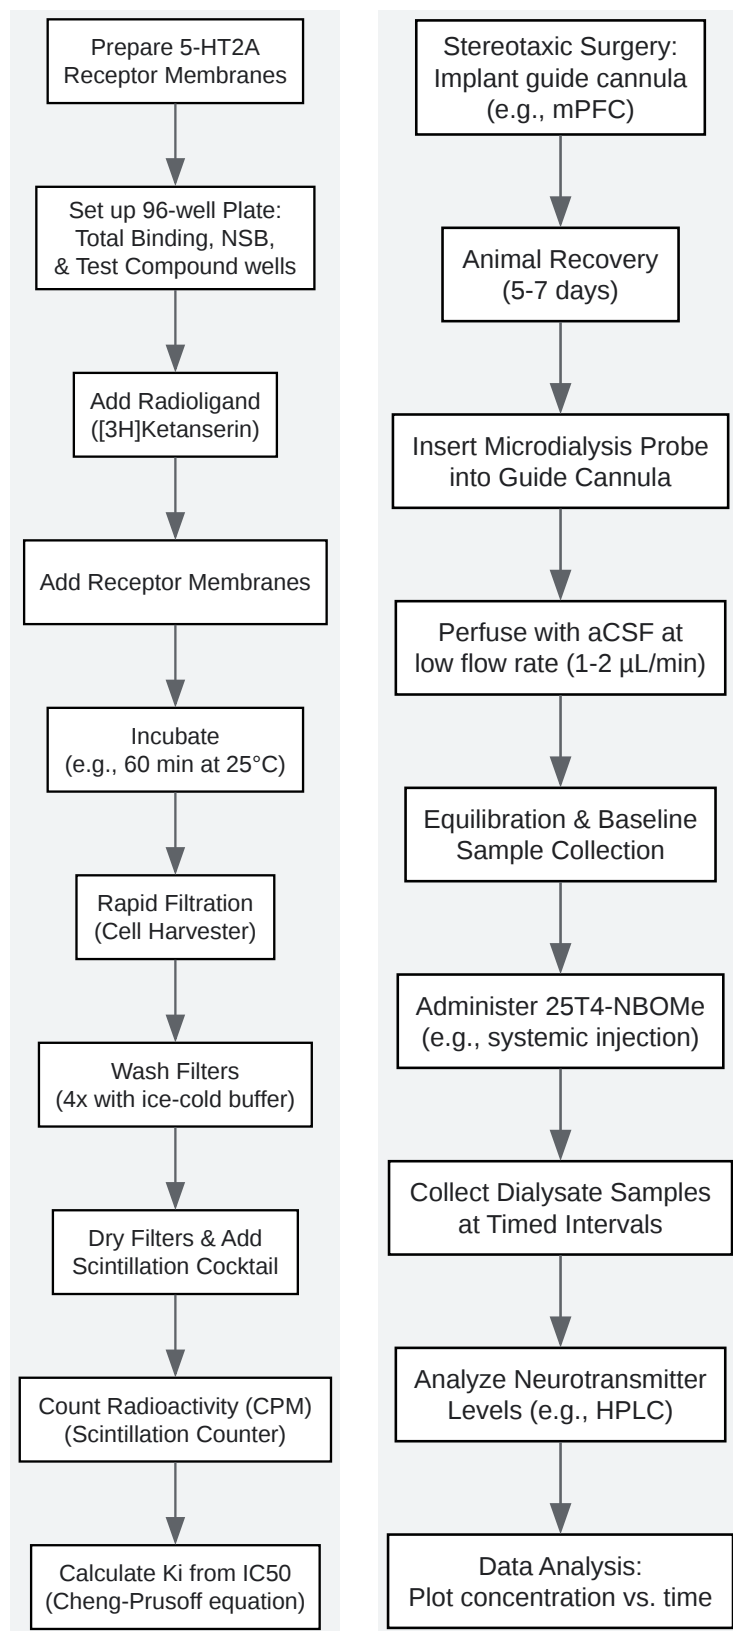 Prepare 5-HT2A
Receptor Membranes
Set up 96-well Plate:
Total Binding, NSB,
& Test Compound wells
Add Radioligand
([3H]Ketanserin)
Add Receptor Membranes
Incubate
(e.g., 60 min at 25°C)
Rapid Filtration
(Cell Harvester)
Wash Filters
(4x with ice-cold buffer)
Dry Filters & Add
Scintillation Cocktail
Count Radioactivity (CPM)
(Scintillation Counter)
Calculate Ki from IC50
(Cheng-Prusoff equation)
Stereotaxic Surgery:
Implant guide cannula
(e.g., mPFC)
Animal Recovery
(5-7 days)
Insert Microdialysis Probe
into Guide Cannula
Perfuse with aCSF at
low flow rate (1-2 µL/min)
Equilibration & Baseline
Sample Collection
Administer 25T4-NBOMe
(e.g., systemic injection)
Collect Dialysate Samples
at Timed Intervals
Analyze Neurotransmitter
Levels (e.g., HPLC)
Data Analysis:
Plot concentration vs. time